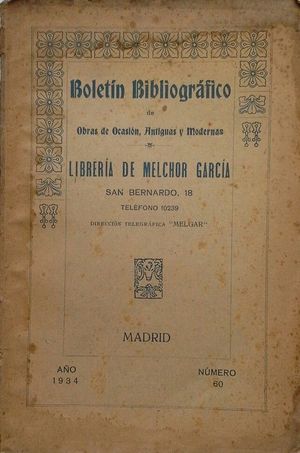 Boletín Bibliográfico
de
Obras de Ocasión, Antiguas y Modernas
LIBRERÍA DE MELCHOR GARCÍA
SAN BERNARDO, 18
TELÉFONO 10239
DIRECCIÓN TELEGRÁFICA "MELGAR"
MADRID
AÑO
1934
NÚMERO
60